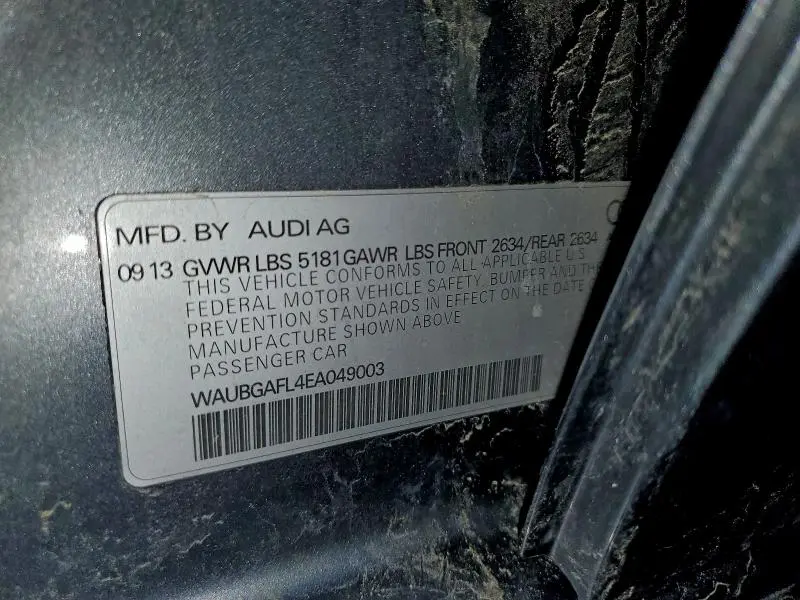 MFD. BY AUDI AG
09 13 GVWR LBS 5181 GAWR LBS FRONT 2634/REAR 2634
THIS VEHICLE CONFORMS TO ALL APPLICABLE U.S.
FEDERAL MOTOR VEHICLE SAFETY, BUMPER AND THE
PREVENTION STANDARDS IN EFFECT ON THE DATE
MANUFACTURE SHOWN ABOVE
PASSENGER CAR
WAUBGAFL4EA049003